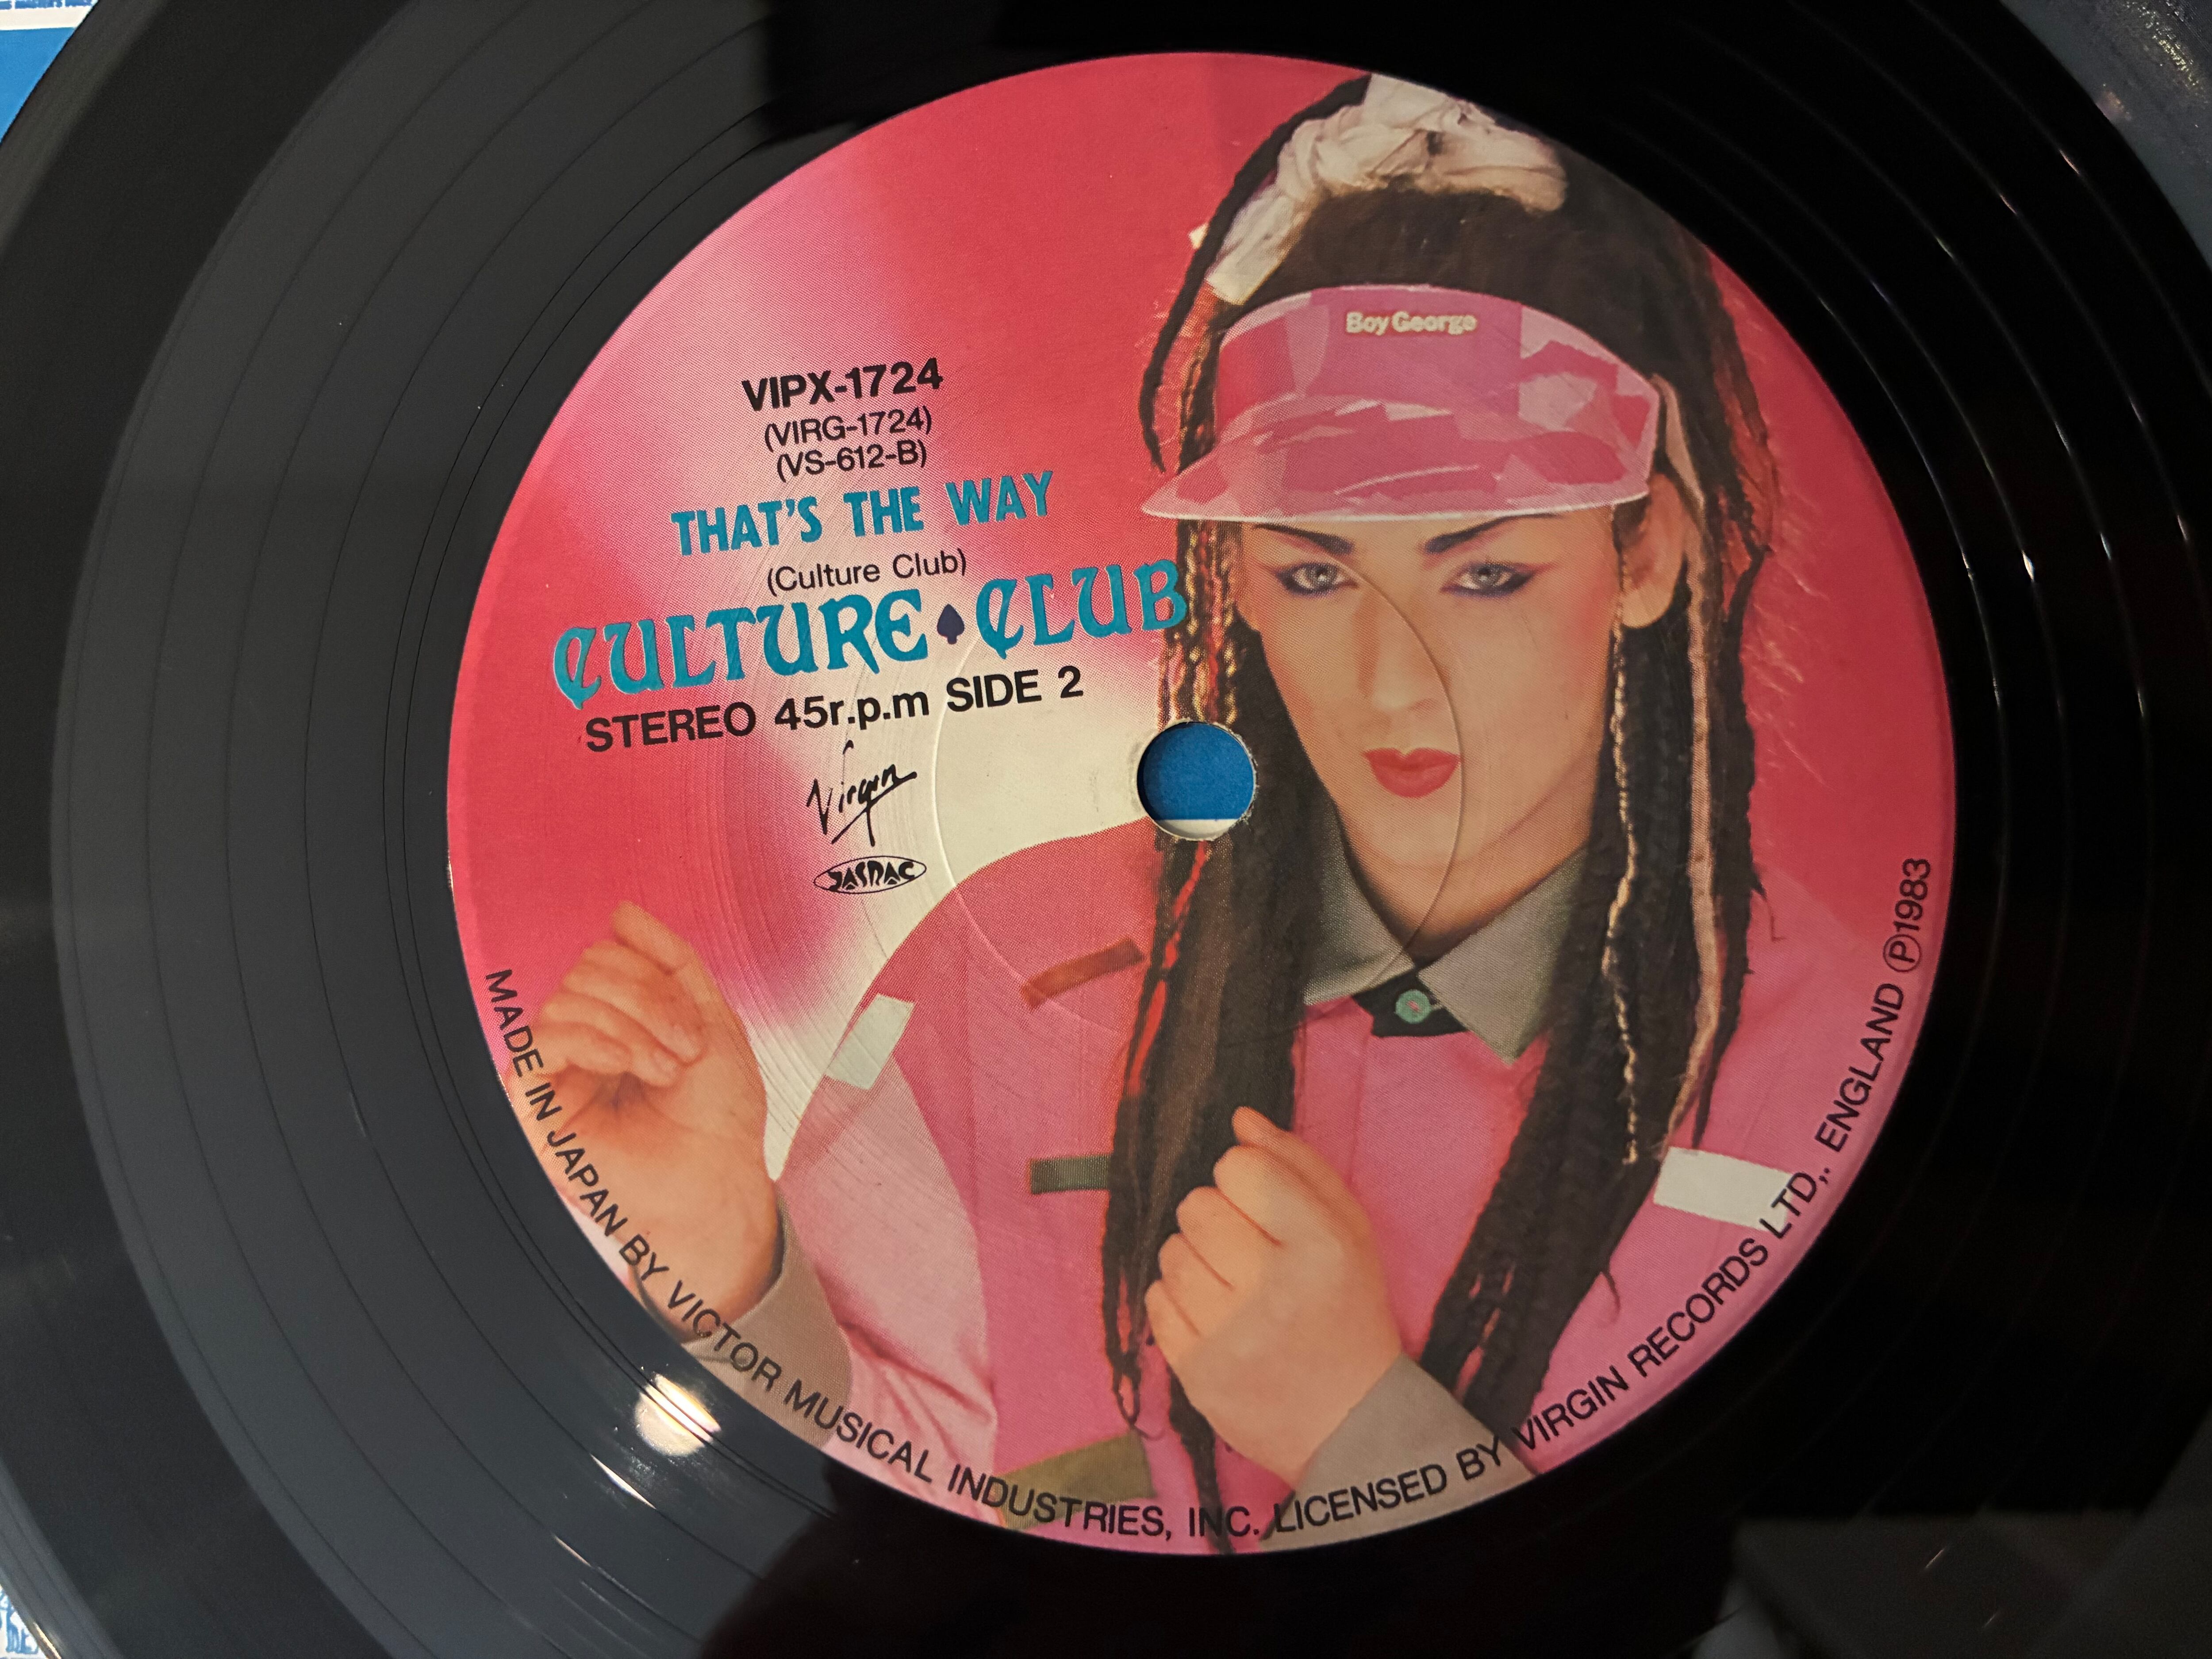 Boy George
VIPX-1724
(VIRG-1724)
(VS-612-B)
THAT'S THE WAY
(Culture Club)
CULTURE♠CLUB
STEREO 45r.p.m SIDE 2
Virgin
JASRAC
MADE IN JAPAN BY VICTOR MUSICAL INDUSTRIES, INC. LICENSED BY VIRGIN RECORDS LTD,. ENGLAND Ⓟ1983